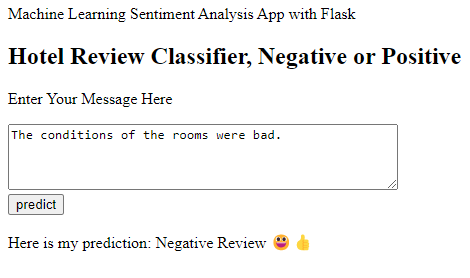 Machine Learning Sentiment Analysis App with Flask
Hotel Review Classifier, Negative or Positive
Enter Your Message Here
The conditions of the rooms were bad.
predict
Here is my prediction: Negative Review 😀 👍